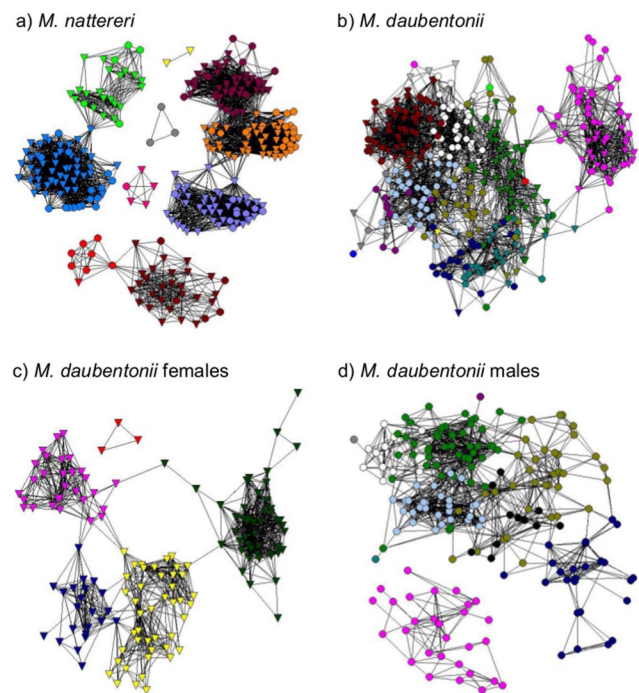 a) M. nattereri
b) M. daubentonii
c) M. daubentonii females
d) M. daubentonii males